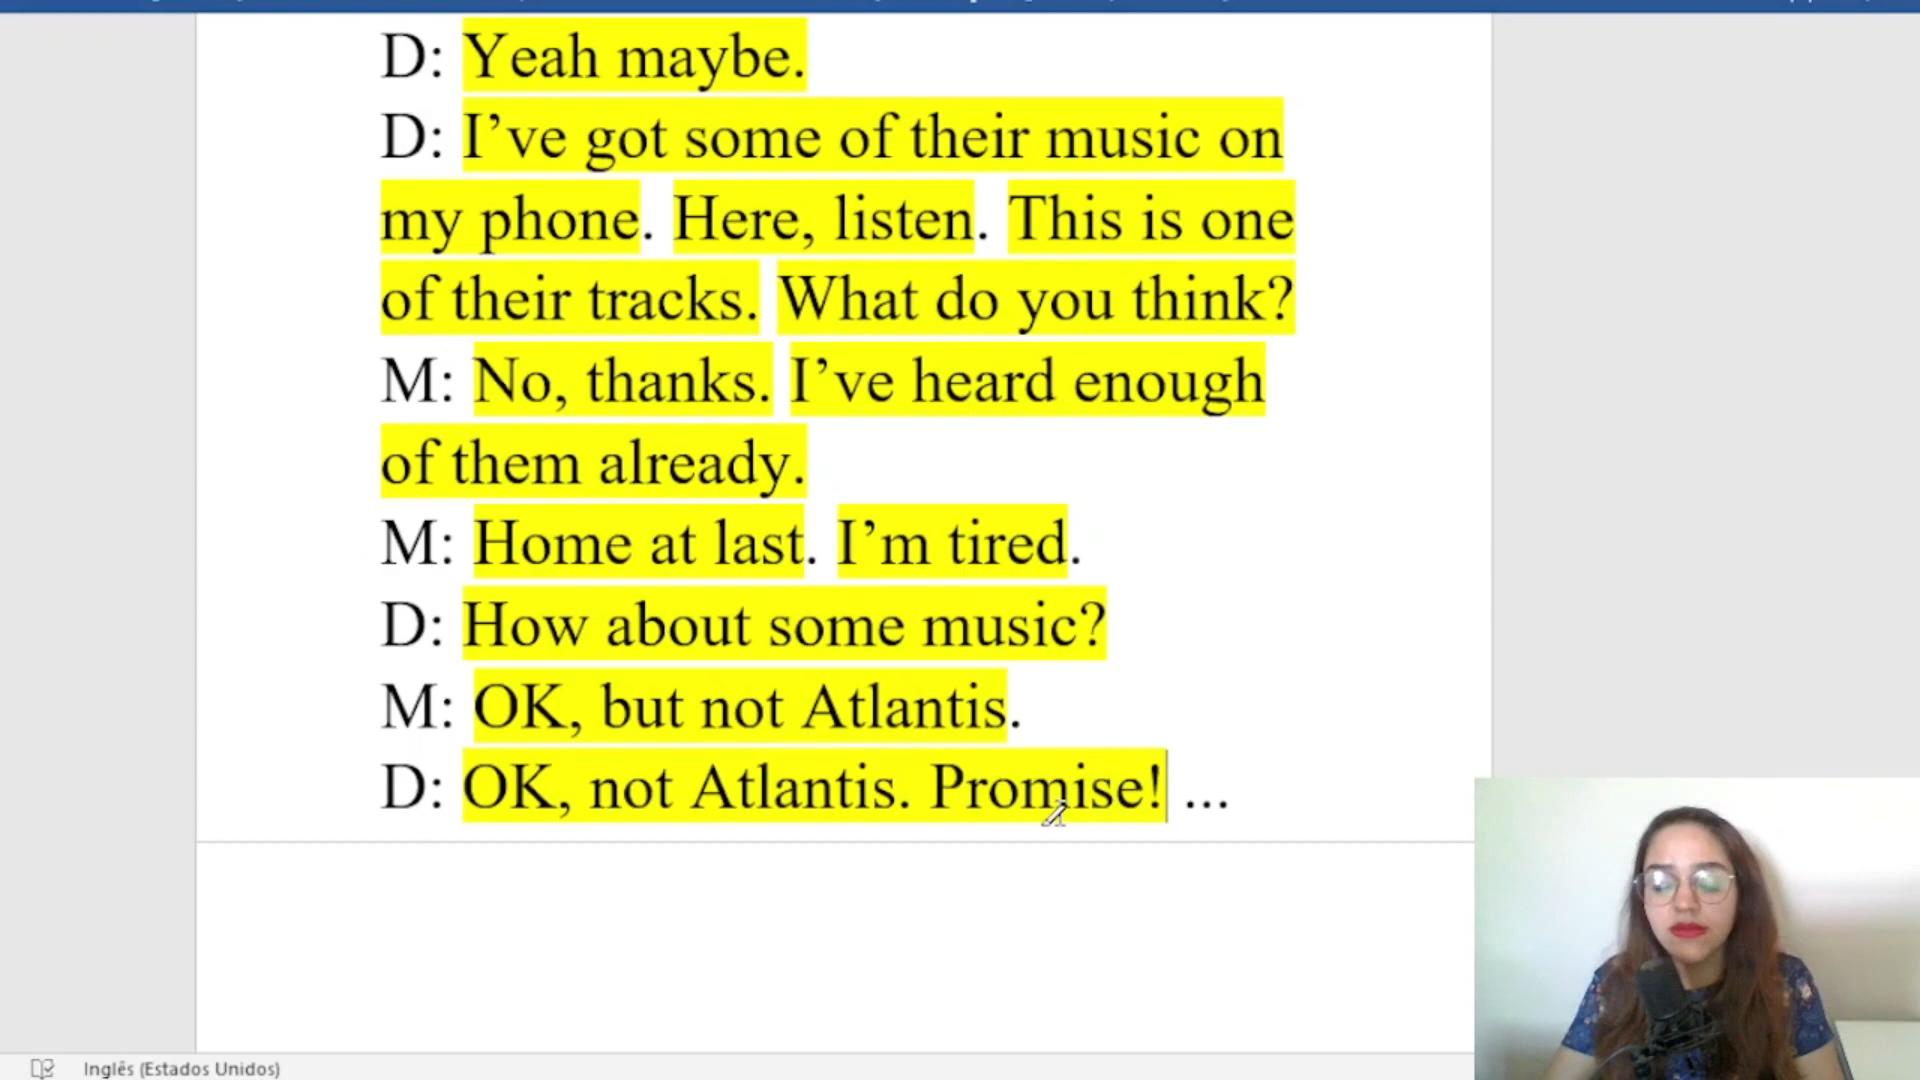 D: Yeah maybe.
D: I’ve got some of their music on
my phone. Here, listen. This is one
of their tracks. What do you think?
M: No, thanks. I’ve heard enough
of them already.
M: Home at last. I’m tired.
D: How about some music?
M: OK, but not Atlantis.
D: OK, not Atlantis. Promise! ...
Inglês (Estados Unidos)